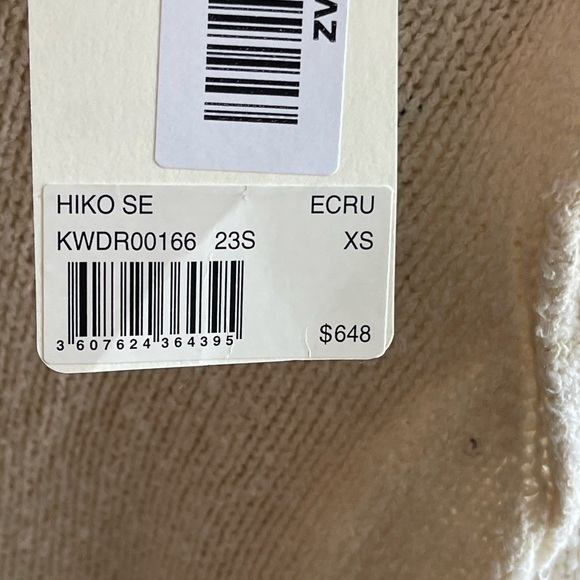 ZV
HIKO SE ECRU
KWDR00166 23S XS
3 607624 364395
$648